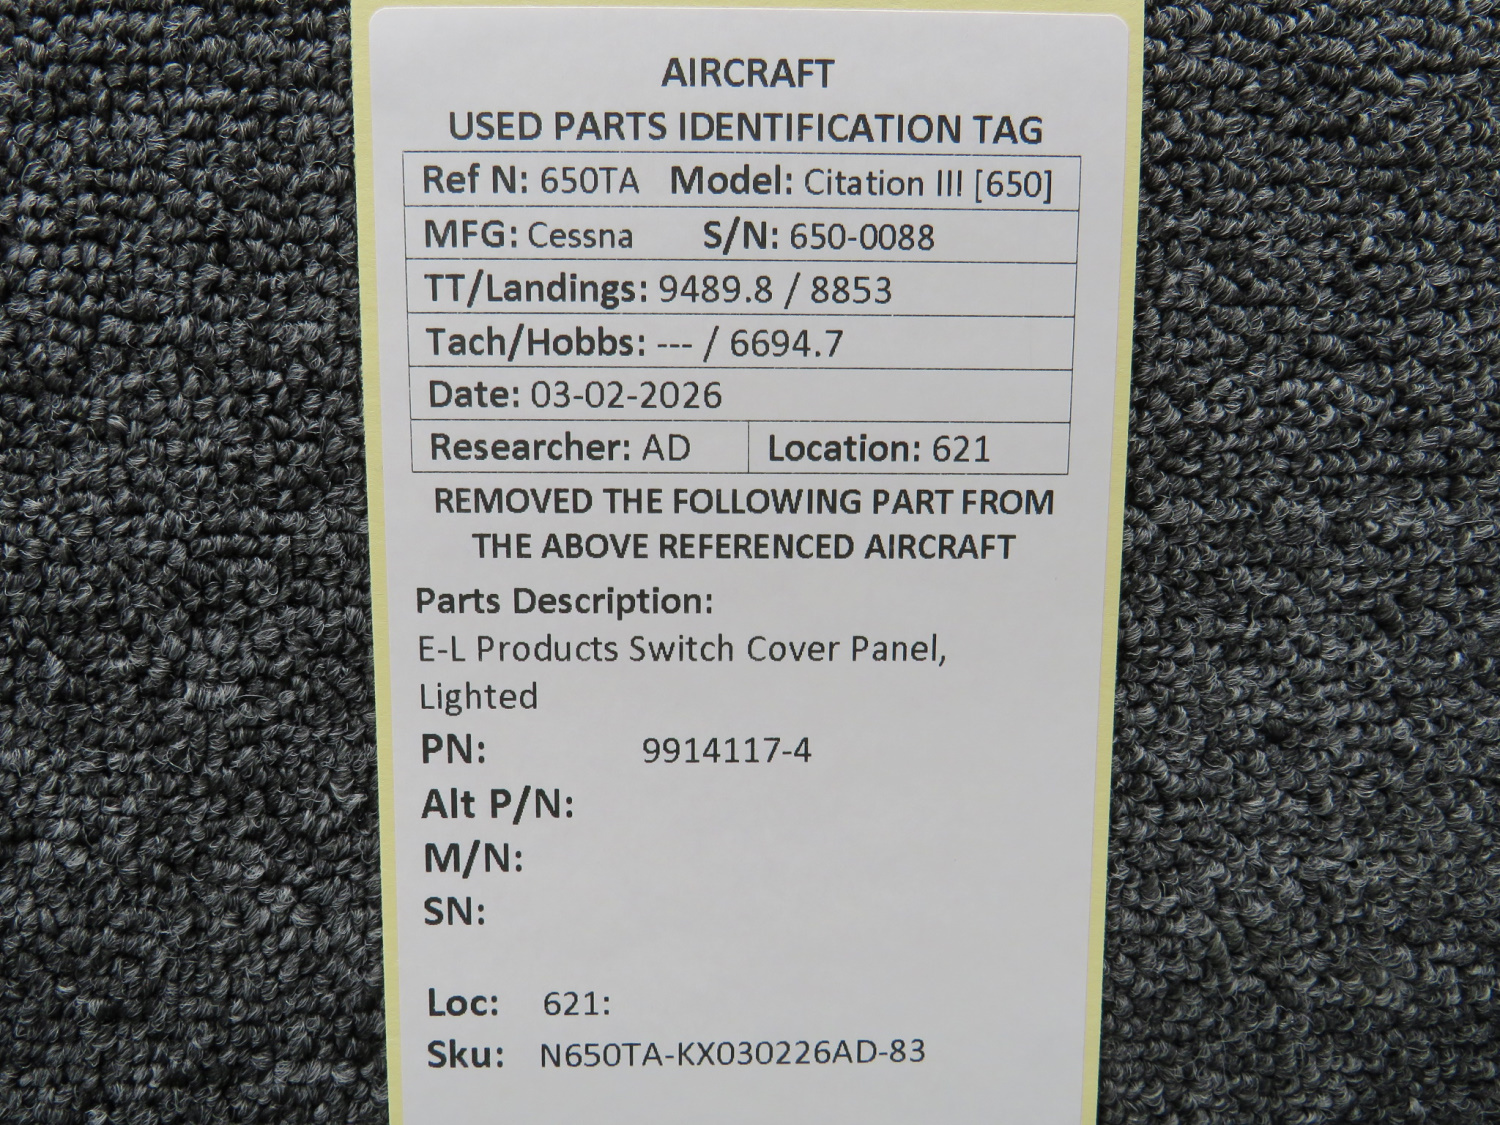 AIRCRAFT
USED PARTS IDENTIFICATION TAG
Ref N: 650TA Model: Citation III [650]
MFG: Cessna S/N: 650-0088
TT/Landings: 9489.8 / 8853
Tach/Hobbs: --- / 6694.7
Date: 03-02-2026
Researcher: AD Location: 621
REMOVED THE FOLLOWING PART FROM
THE ABOVE REFERENCED AIRCRAFT
Parts Description:
E-L Products Switch Cover Panel,
Lighted
PN: 9914117-4
Alt P/N:
M/N:
SN:
Loc: 621:
Sku: N650TA-KX030226AD-83